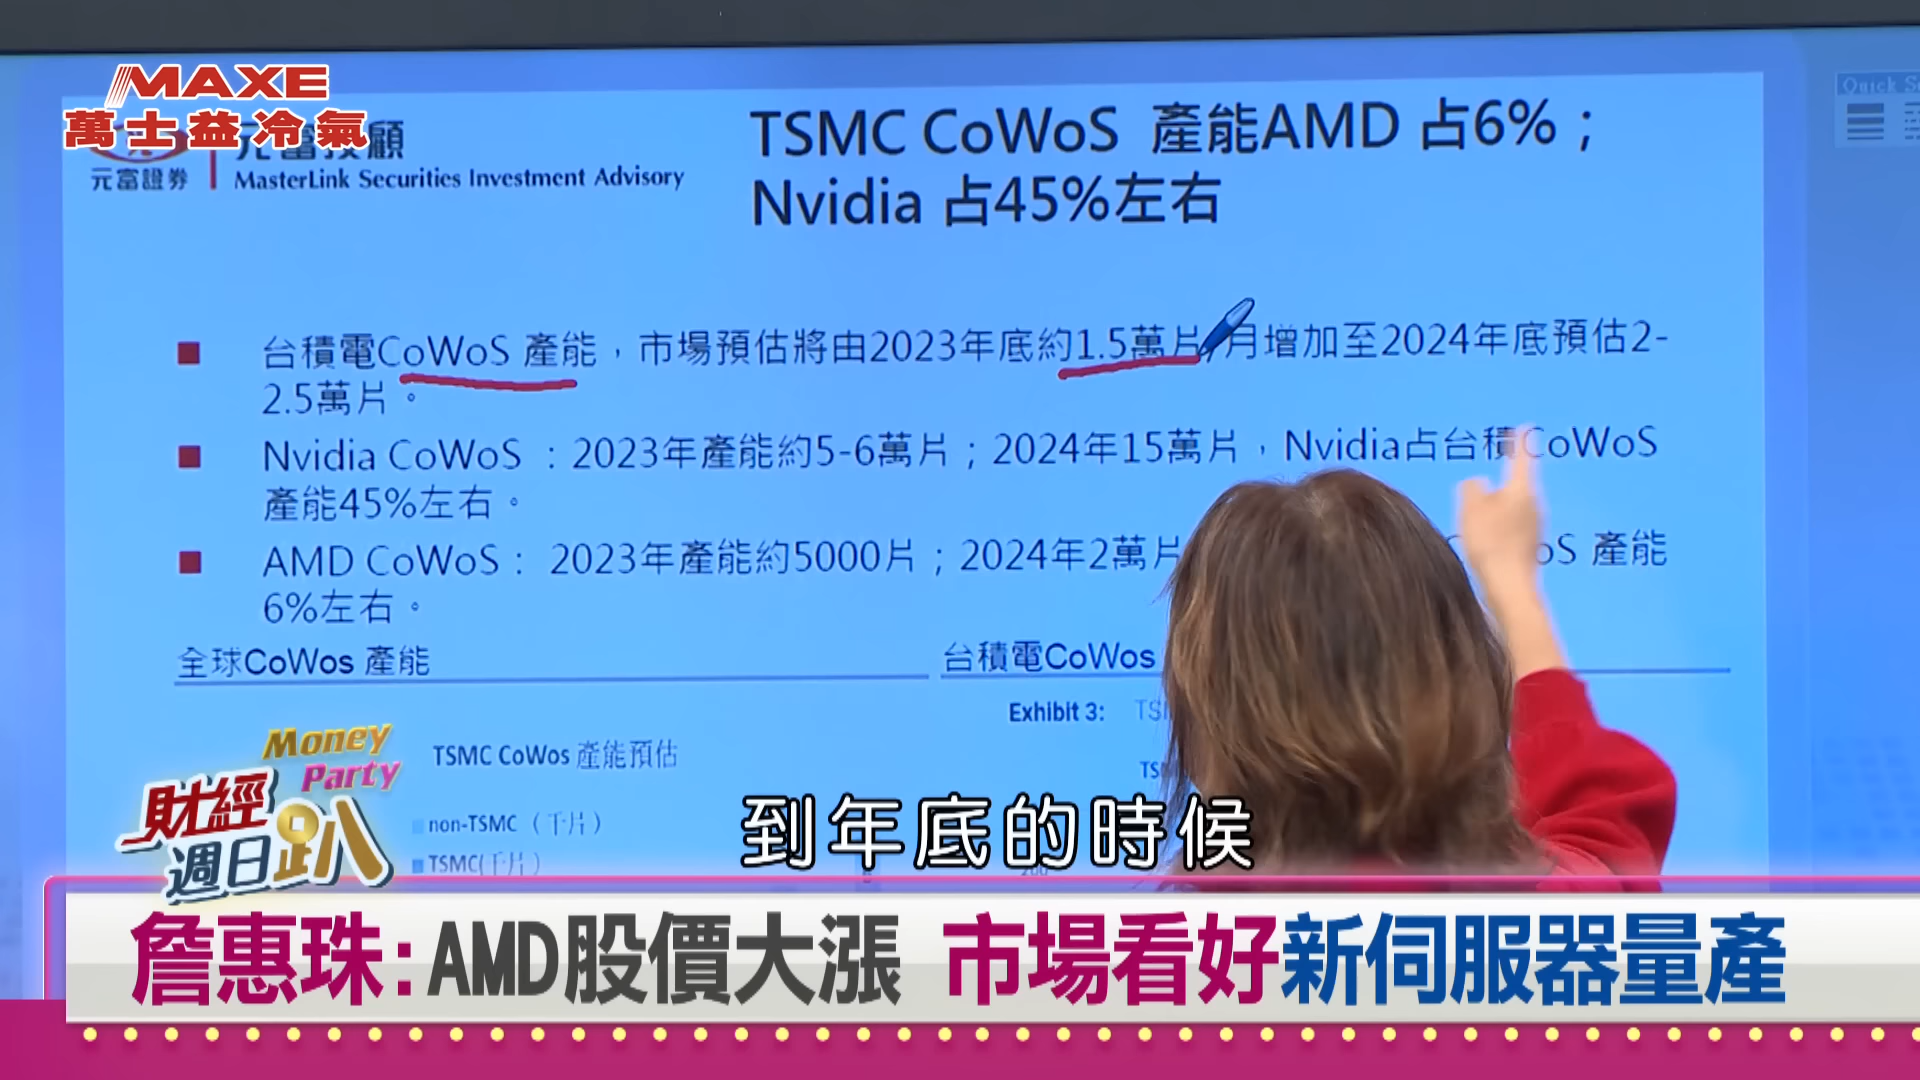 MAXE
萬士益冷氣
元富投顧
元富證券
MasterLink Securities Investment Advisory
TSMC CoWoS 產能AMD 占6%；
Nvidia 占45%左右
Quick
台積電CoWoS 產能，市場預估將由2023年底約1.5萬片/月增加至2024年底預估2-
2.5萬片。
Nvidia CoWoS ：2023年產能約5-6萬片；2024年15萬片，Nvidia占台積CoWoS
產能45%左右。
AMD CoWoS： 2023年產能約5000片；2024年2萬片 產能
6%左右。
全球CoWos 產能
台積電CoWos
Exhibit 3:
TSMC CoWos 產能預估
non-TSMC （千片）
TSMC(千片)
Money
Party
財經
週日趴
到年底的時候
詹惠珠：AMD股價大漲 市場看好新伺服器量產